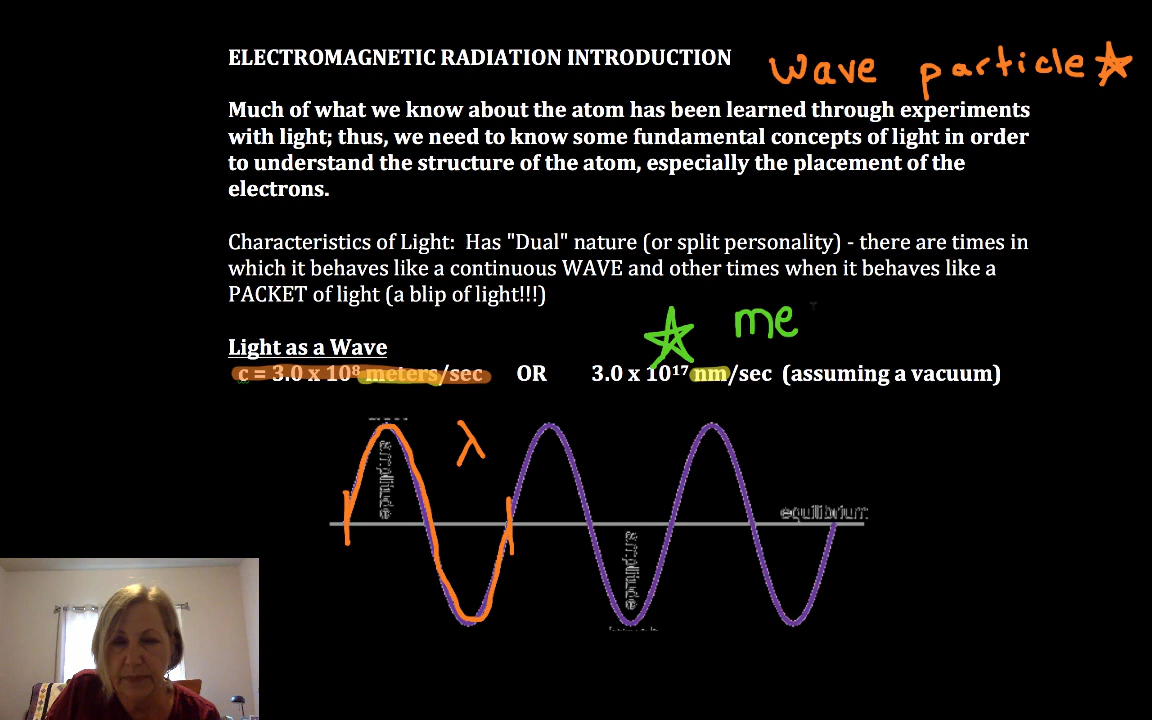 ELECTROMAGNETIC RADIATION INTRODUCTION wave particle
Much of what we know about the atom has been learned through experiments
with light; thus, we need to know some fundamental concepts of light in order
to understand the structure of the atom, especially the placement of the
electrons.
Characteristics of Light: Has "Dual" nature (or split personality) - there are times in
which it behaves like a continuous WAVE and other times when it behaves like a
PACKET of light (a blip of light!!!)
me
Light as a Wave
c = 3.0 x 10⁸ meters/sec OR 3.0 x 10¹⁷ nm/sec (assuming a vacuum)
λ
amplitude
equilibrium
amplitude